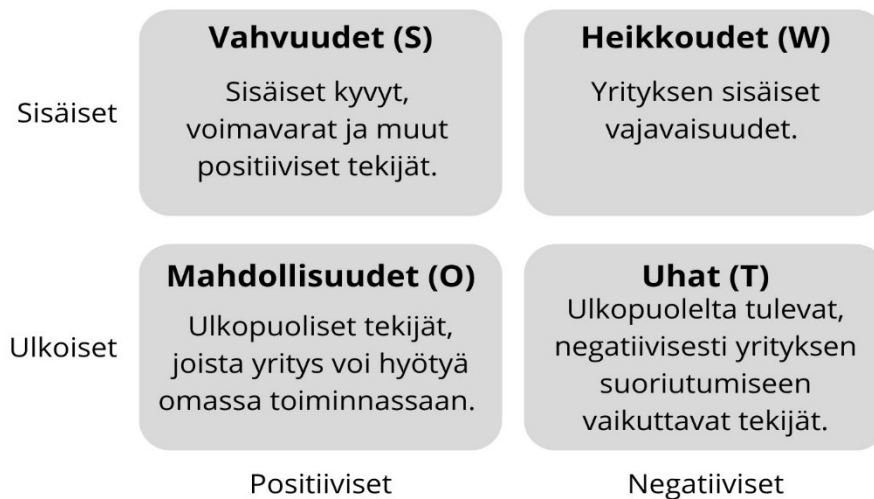 Vahvuudet (S)
Sisäiset kyvyt,
voimavarat ja muut
positiiviset tekijät.
Heikkoudet (W)
Yrityksen sisäiset
vajavaisuudet.
Sisäiset
Mahdollisuudet (O)
Ulkopuoliset tekijät,
joista yritys voi hyötyä
omassa toiminnassaan.
Uhat (T)
Ulkopuolelta tulevat,
negatiivisesti yrityksen
suoriutumiseen
vaikuttavat tekijät.
Ulkoiset
Positiiviset
Negatiiviset